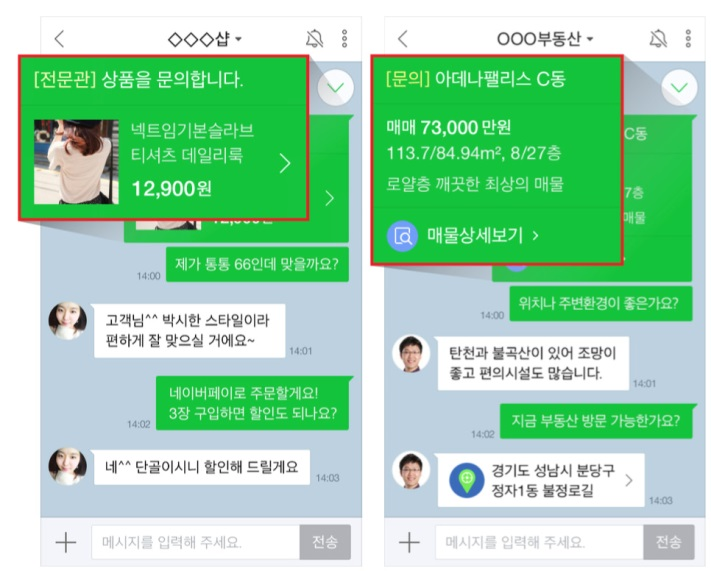 ◇◇◇샵
[전문관] 상품을 문의합니다.
넥트임기본슬라브
티셔츠 데일리룩
12,900원
제가 통통 66인데 맞을까요?
14:00
고객님^^ 박시한 스타일이라
편하게 잘 맞으실 거에요~
14:01
네이버페이로 주문할게요!
3장 구입하면 할인도 되나요?
14:02
네^^ 단골이시니 할인해 드릴게요
14:03
메시지를 입력해 주세요.
전송
OOO부동산
[문의] 아데나팰리스 C동
C동
매매 73,000 만원
113.7/84.94m², 8/27층
7층
로얄층 깨끗한 최상의 매물
매물
매물상세보기
위치나 주변환경이 좋은가요?
14:00
탄천과 불곡산이 있어 조망이
좋고 편의시설도 많습니다.
14:01
지금 부동산 방문 가능한가요?
14:02
경기도 성남시 분당구
정자1동 불정로길
14:03
메시지를 입력해 주세요.
전송